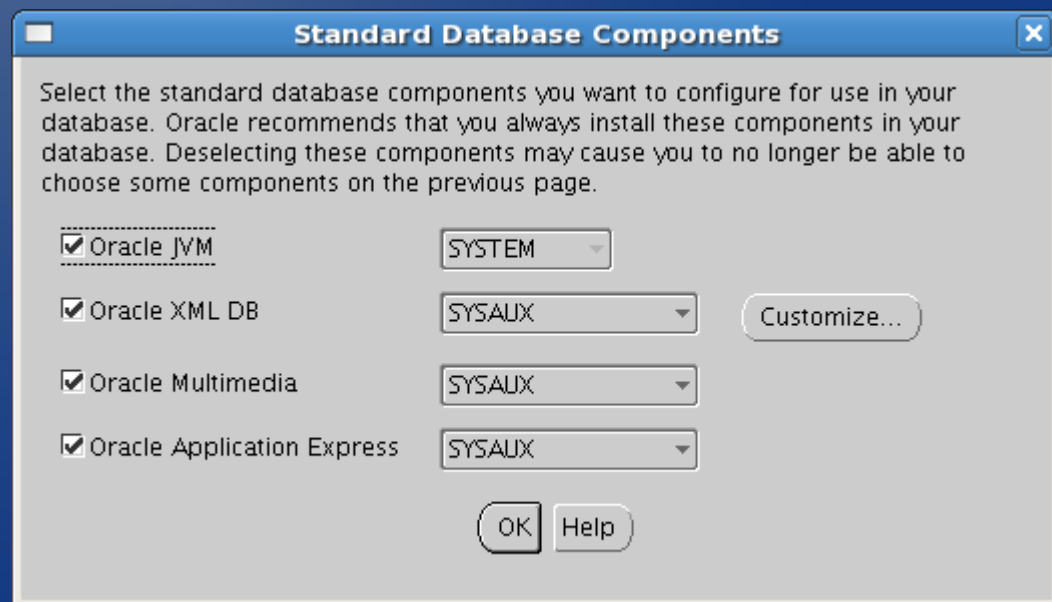 Standard Database Components
Select the standard database components you want to configure for use in your
database. Oracle recommends that you always install these components in your
database. Deselecting these components may cause you to no longer be able to
choose some components on the previous page.
Oracle JVM SYSTEM
Oracle XML DB SYSAUX Customize...
Oracle Multimedia SYSAUX
Oracle Application Express SYSAUX
OK Help